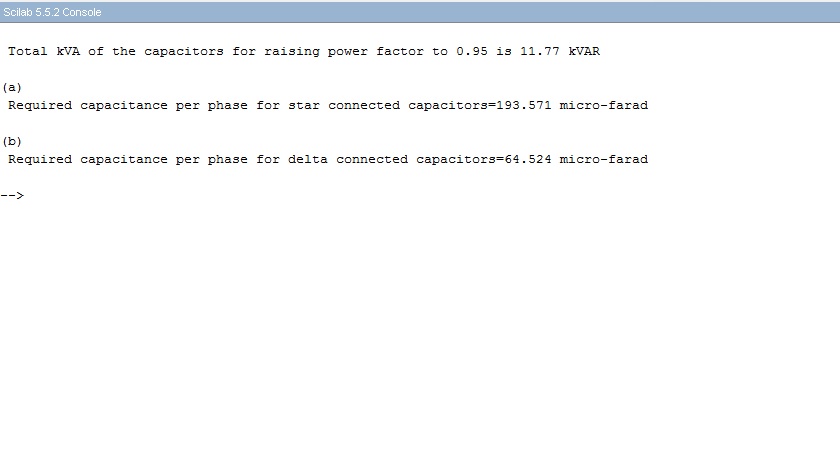 Scilab 5.5.2 Console
Total kVA of the capacitors for raising power factor to 0.95 is 11.77 kVAR
(a)
Required capacitance per phase for star connected capacitors=193.571 micro-farad
(b)
Required capacitance per phase for delta connected capacitors=64.524 micro-farad
-->